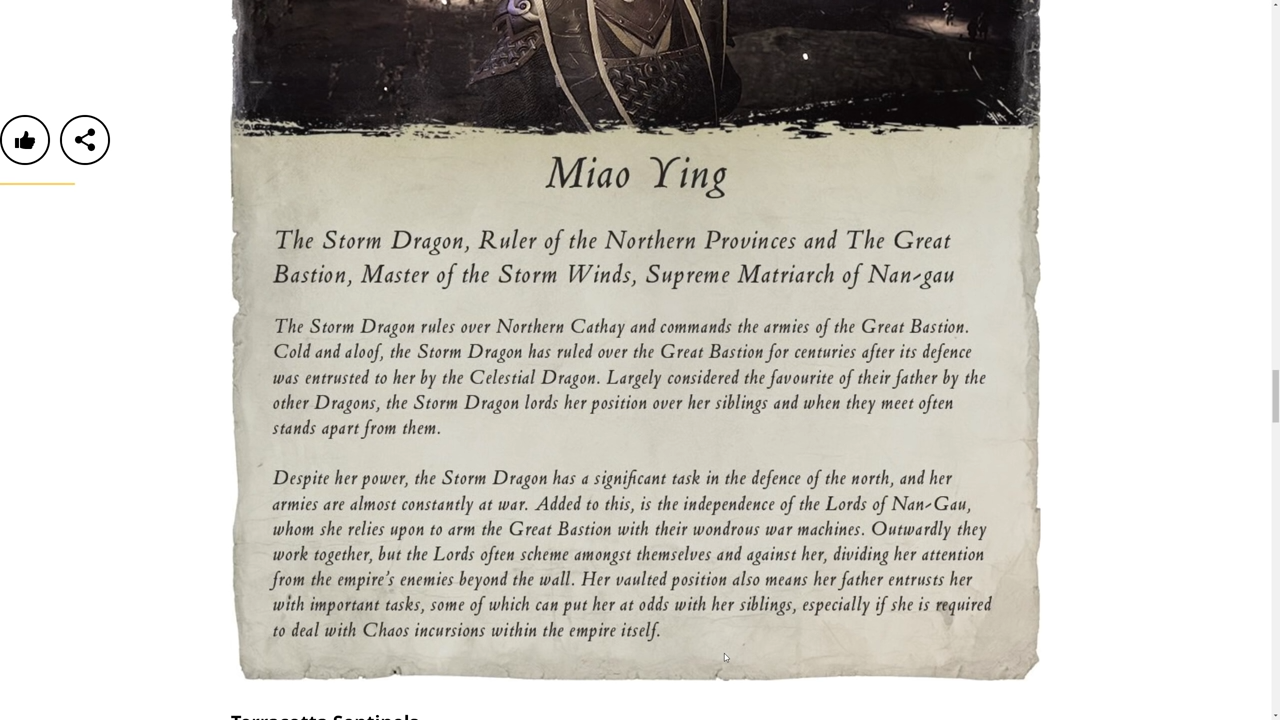 Miao Ying
The Storm Dragon, Ruler of the Northern Provinces and The Great
Bastion, Master of the Storm Winds, Supreme Matriarch of Nan-gau
The Storm Dragon rules over Northern Cathay and commands the armies of the Great Bastion.
Cold and aloof, the Storm Dragon has ruled over the Great Bastion for centuries after its defence
was entrusted to her by the Celestial Dragon. Largely considered the favourite of their father by the
other Dragons, the Storm Dragon lords her position over her siblings and when they meet often
stands apart from them.
Despite her power, the Storm Dragon has a significant task in the defence of the north, and her
armies are almost constantly at war. Added to this, is the independence of the Lords of Nan-Gau,
whom she relies upon to arm the Great Bastion with their wondrous war machines. Outwardly they
work together, but the Lords often scheme amongst themselves and against her, dividing her attention
from the empire's enemies beyond the wall. Her vaulted position also means her father entrusts her
with important tasks, some of which can put her at odds with her siblings, especially if she is required
to deal with Chaos incursions within the empire itself.
Terracotta Sentinels